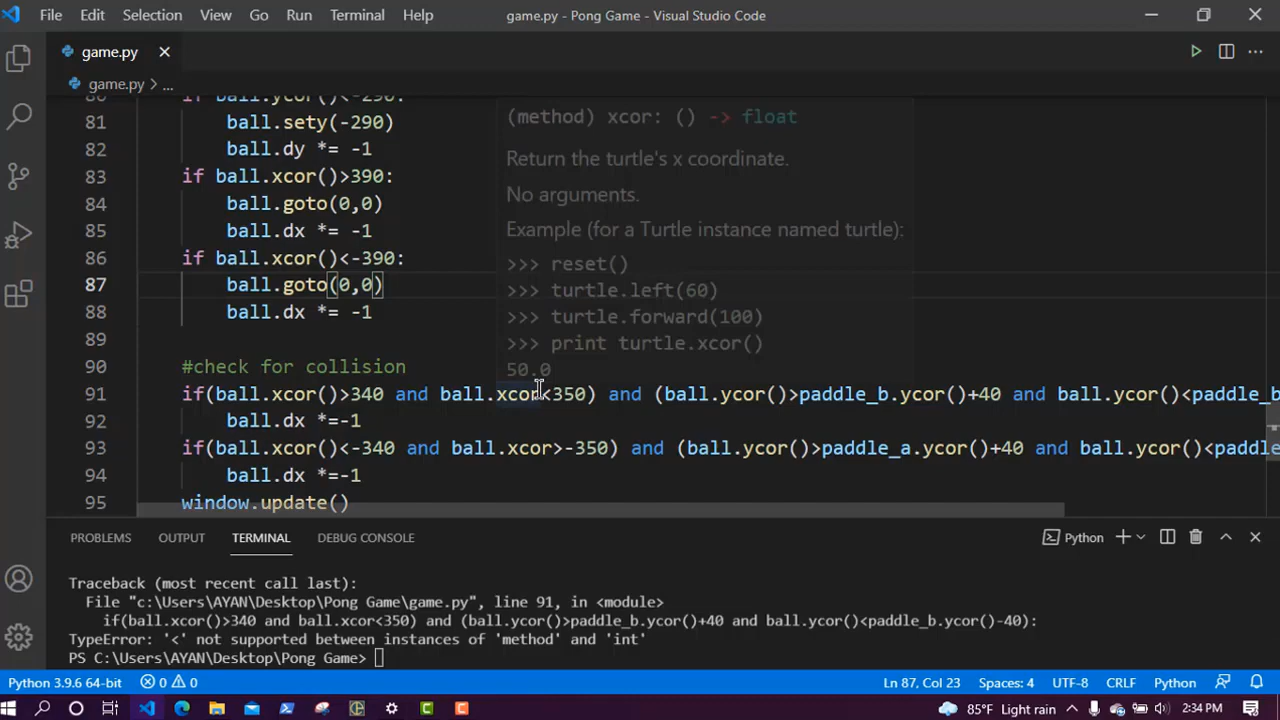 File Edit Selection View Go Run Terminal Help game.py - Pong Game - Visual Studio Code
game.py
game.py > ...
80 if ball.ycor()<-290:
81 ball.sety(-290)
82 ball.dy *= -1
83 if ball.xcor()>390:
84 ball.goto(0,0)
85 ball.dx *= -1
86 if ball.xcor()<-390:
87 ball.goto(0,0)
88 ball.dx *= -1
89
90 #check for collision
91 if(ball.xcor()>340 and ball.xcor<350) and (ball.ycor()>paddle_b.ycor()+40 and ball.ycor()<paddle_b
92 ball.dx *=-1
93 if(ball.xcor()<-340 and ball.xcor>-350) and (ball.ycor()>paddle_a.ycor()+40 and ball.ycor()<paddle
94 ball.dx *=-1
95 window.update()
(method) xcor: () -> float
Return the turtle's x coordinate.
No arguments.
Example (for a Turtle instance named turtle):
>>> reset()
>>> turtle.left(60)
>>> turtle.forward(100)
>>> print turtle.xcor()
50.0
PROBLEMS OUTPUT TERMINAL DEBUG CONSOLE Python
Traceback (most recent call last):
File "c:\Users\AYAN\Desktop\Pong Game\game.py", line 91, in <module>
if(ball.xcor()>340 and ball.xcor<350) and (ball.ycor()>paddle_b.ycor()+40 and ball.ycor()<paddle_b.ycor()-40):
TypeError: '<' not supported between instances of 'method' and 'int'
PS C:\Users\AYAN\Desktop\Pong Game>
Python 3.9.6 64-bit 0 0 Ln 87, Col 23 Spaces: 4 UTF-8 CRLF Python
85°F Light rain 2:34 PM